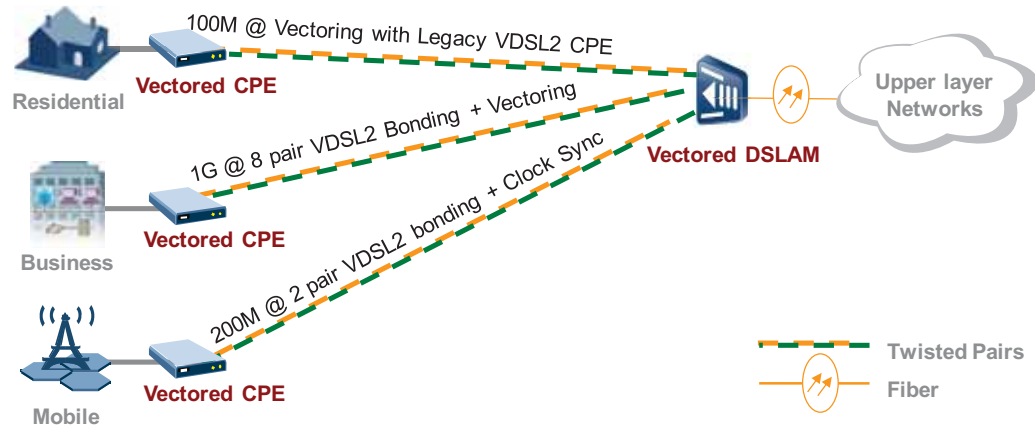 100M @ Vectoring with Legacy VDSL2 CPE
Residential
Vectored CPE
Upper layer
Networks
1G @ 8 pair VDSL2 Bonding + Vectoring
Vectored DSLAM
Business
Vectored CPE
200M @ 2 pair VDSL2 bonding + Clock Sync
Mobile
Vectored CPE
Twisted Pairs
Fiber